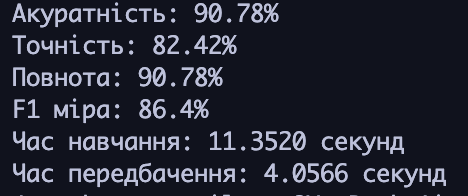 Акуратність: 90.78%
Точність: 82.42%
Повнота: 90.78%
F1 міра: 86.4%
Час навчання: 11.3520 секунд
Час передбачення: 4.0566 секунд